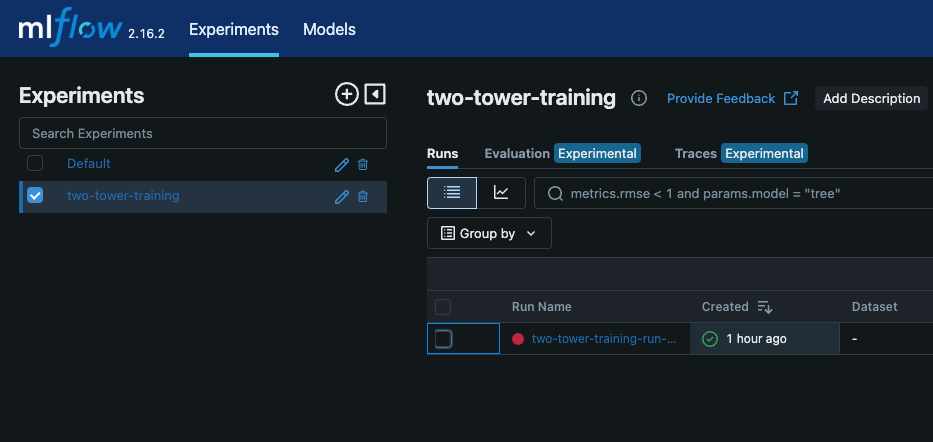 mlflow 2.16.2 Experiments Models
Experiments
Search Experiments
Default
two-tower-training
two-tower-training Provide Feedback Add Description
Runs Evaluation Experimental Traces Experimental
metrics.rmse < 1 and params.model = "tree"
Group by
Run Name Created Dataset
two-tower-training-run-... 1 hour ago -